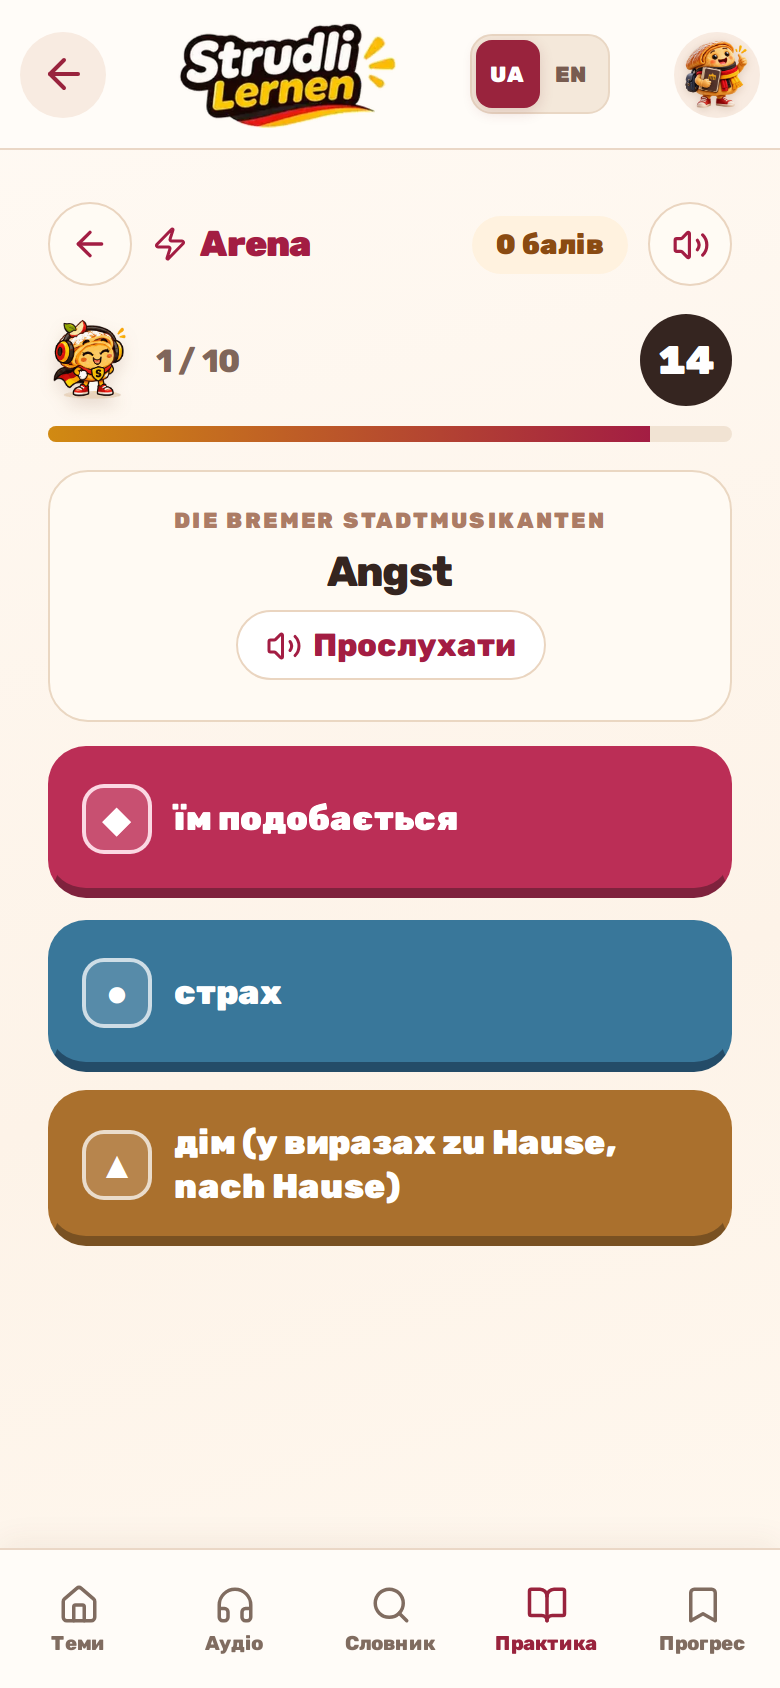 Strudli
Lernen
UA
EN
Arena
0 балів
1 / 10
14
DIE BREMER STADTMUSIKANTEN
Angst
Прослухати
їм подобається
страх
дім (у виразах zu Hause,
nach Hause)
Теми
Аудіо
Словник
Практика
Прогрес